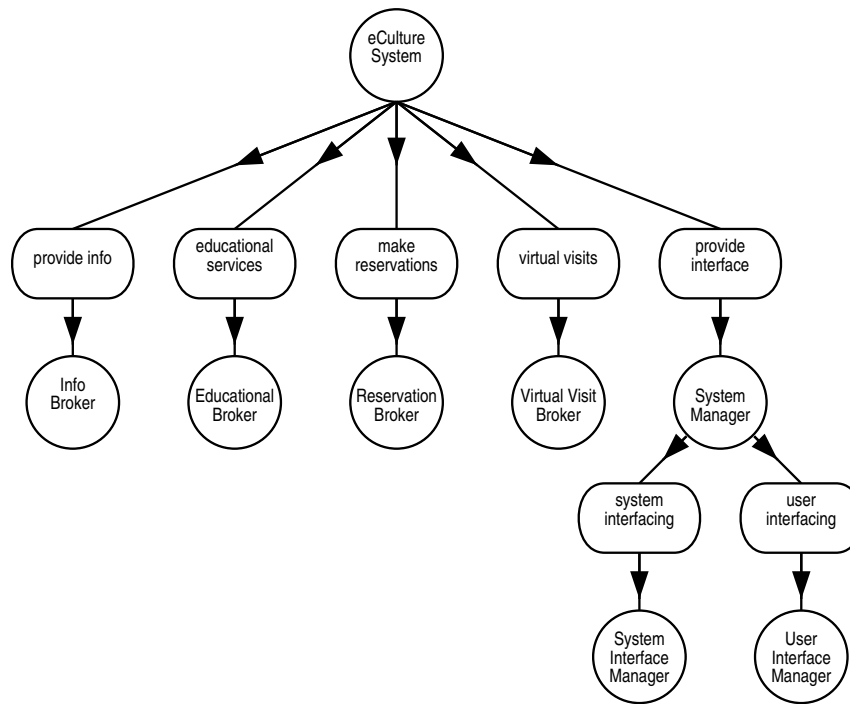 eCulture
System
provide info
educational
services
make
reservations
virtual visits
provide
interface
Info
Broker
Educational
Broker
Reservation
Broker
Virtual Visit
Broker
System
Manager
system
interfacing
user
interfacing
System
Interface
Manager
User
Interface
Manager